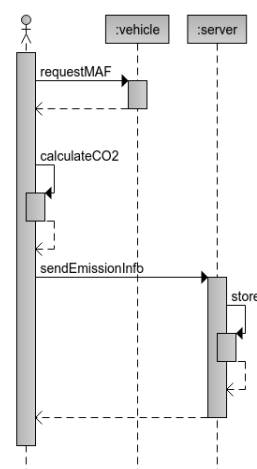 :vehicle :server
requestMAF
calculateCO2
sendEmissionInfo
store